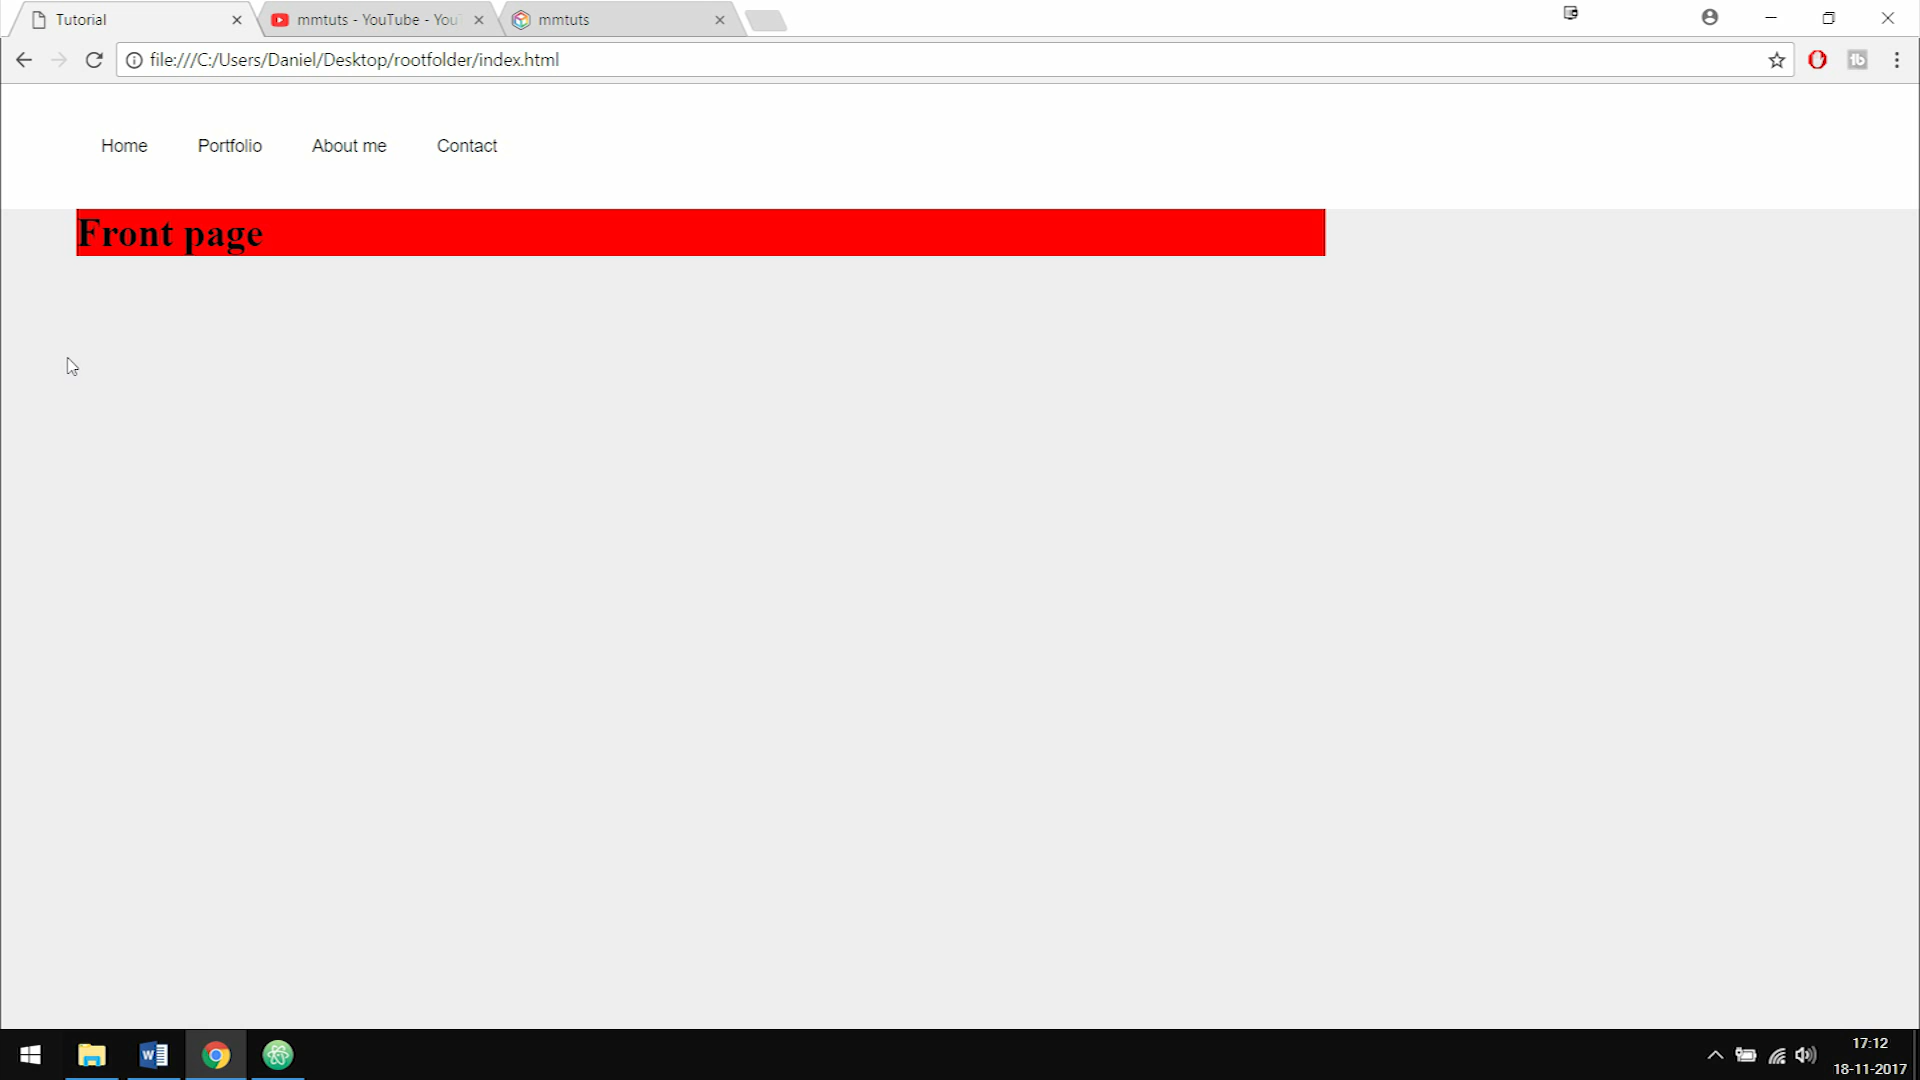 Tutorial
mmtuts - YouTube - You
mmtuts
file:///C:/Users/Daniel/Desktop/rootfolder/index.html
Home
Portfolio
About me
Contact
Front page
17:12
18-11-2017